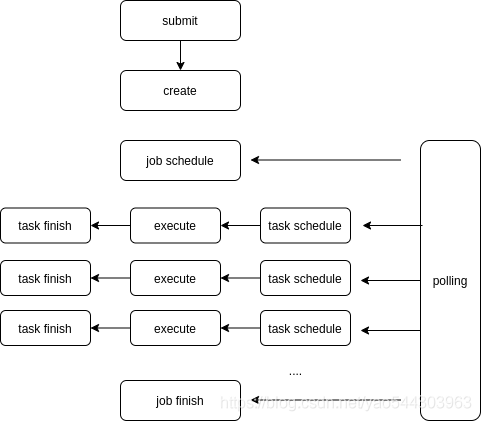 submit
create
job schedule
task finish execute task schedule
task finish execute task schedule
polling
task finish execute task schedule
....
job finish
https://blog.csdn.net/yao544303963